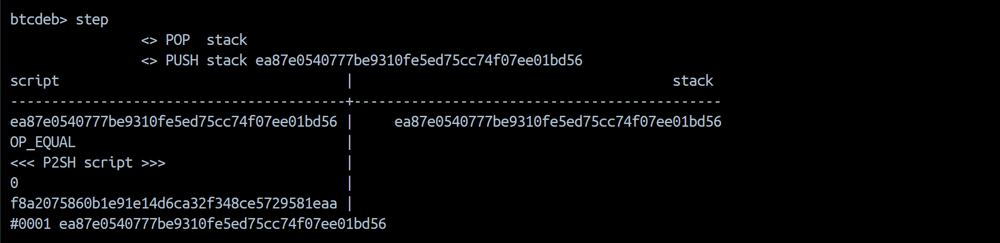 btcdeb> step
<> POP  stack
<> PUSH stack ea87e0540777be9310fe5ed75cc74f07ee01bd56
script                                   |                                       stack
-----------------------------------------+---------------------------------------------
ea87e0540777be9310fe5ed75cc74f07ee01bd56 |     ea87e0540777be9310fe5ed75cc74f07ee01bd56
OP_EQUAL                                 |
<<< P2SH script >>>                      |
0                                        |
f8a2075860b1e91e14d6ca32f348ce5729581eaa |
#0001 ea87e0540777be9310fe5ed75cc74f07ee01bd56